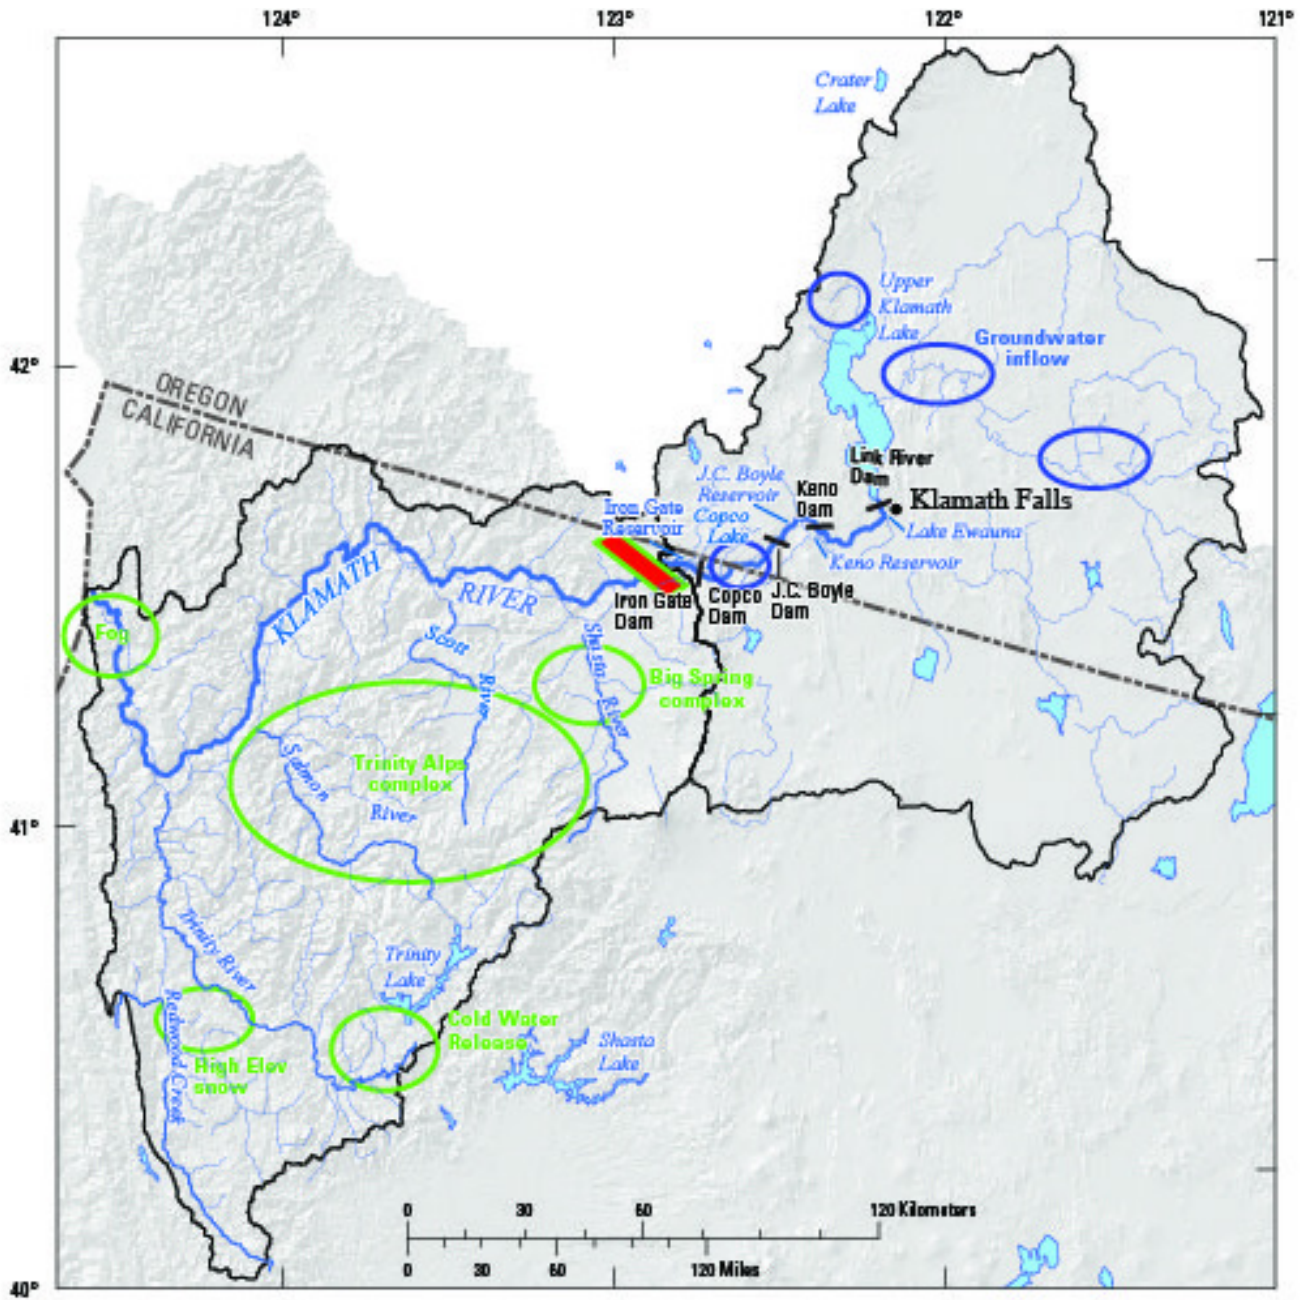 124°
123°
122°
121°
Crater
Lake
Upper
Klamath
Lake
Groundwater
inflow
42°
OREGON
CALIFORNIA
Link River
Dam
J.C. Boyle
Reservoir
Keno
Dam
Klamath Falls
Iron Gate
Reservoir
Copco
Lake
Lake Ewauna
Keno Reservoir
KLAMATH
RIVER
Iron Gate
Dam
Copco
Dam
J.C. Boyle
Dam
Fog
Scott
River
Shasta River
Big Spring
complex
Trinity Alps
complex
Salmon
River
41°
Trinity River
Trinity
Lake
Redwood Creek
High Elev
snow
Cold Water
Release
Shasta
Lake
0 30 60 120 Kilometers
0 30 60 120 Miles
40°